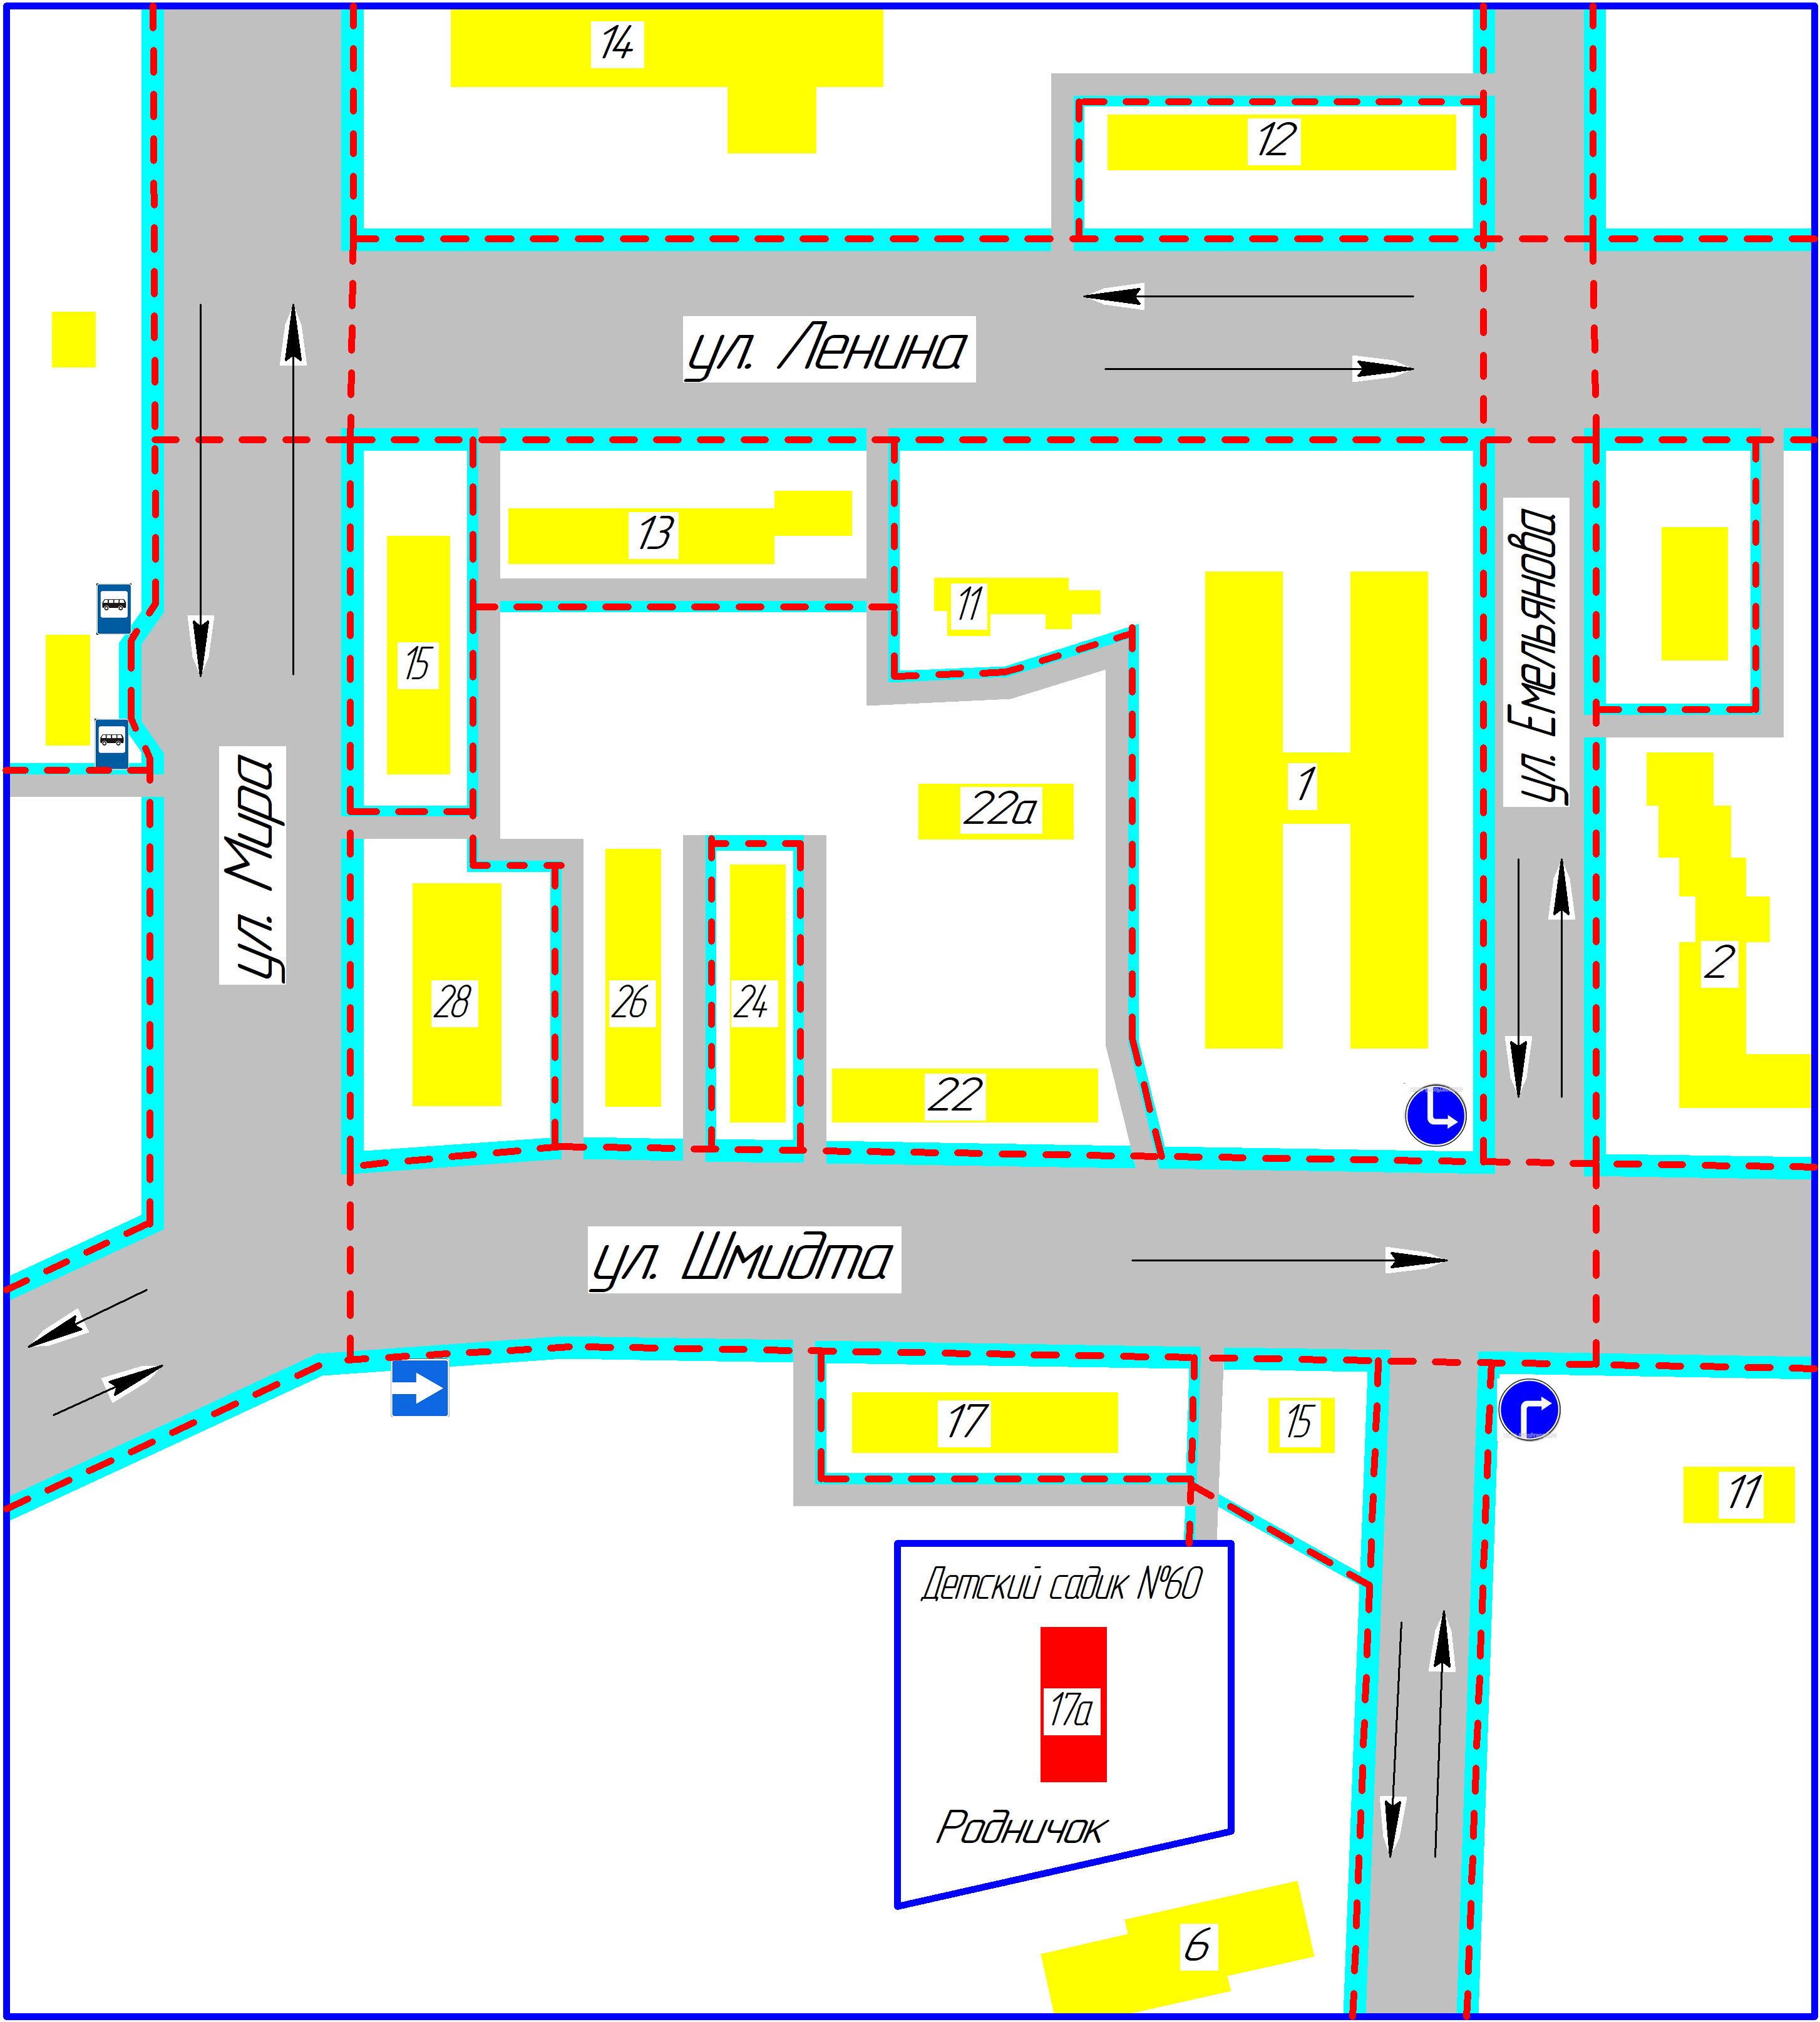 14
12
ул. Ленина
13
11
15
1
ул. Емельянова
22а
ул. Мира
2
28
26
24
22
ул. Шмидта
17
15
11
Детский садик №60
17а
Родничок
6